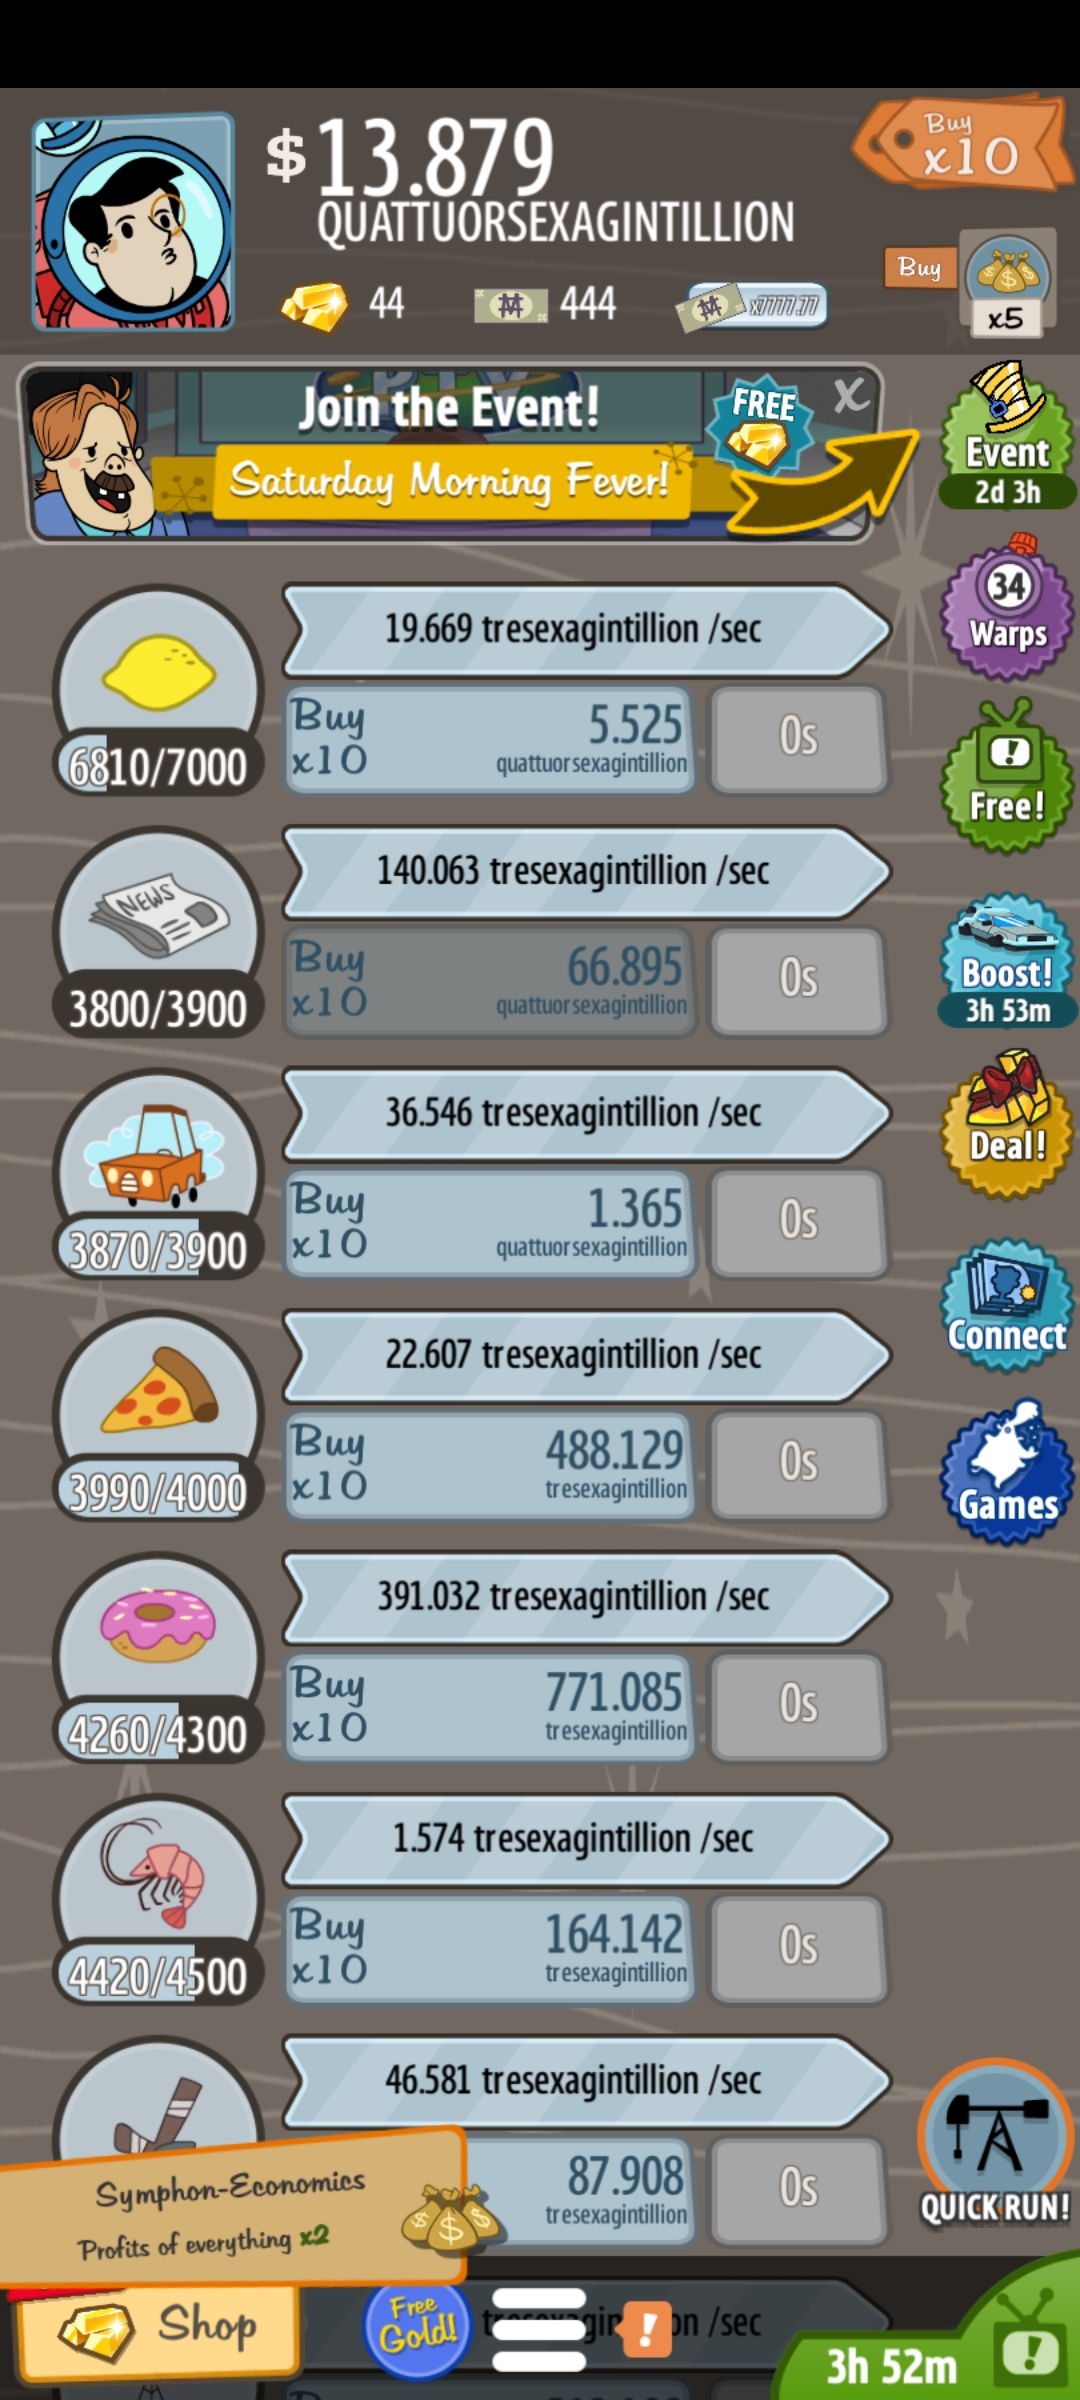 $13.879
QUATTUORSEXAGINTILLION
Buy
x10
44
444
x7777.77
Buy
x5
Join the Event!
FREE
X
Saturday Morning Fever!
Event
2d 3h
34
Warps
Free!
Boost!
3h 53m
Deal!
Connect
Games
19.669 tresexagintillion /sec
6810/7000
Buy
x10
5.525
quattuorsexagintillion
0s
NEWS
140.063 tresexagintillion /sec
3800/3900
Buy
x10
66.895
quattuorsexagintillion
0s
36.546 tresexagintillion /sec
3870/3900
Buy
x10
1.365
quattuorsexagintillion
0s
22.607 tresexagintillion /sec
3990/4000
Buy
x10
488.129
tresexagintillion
0s
391.032 tresexagintillion /sec
4260/4300
Buy
x10
771.085
tresexagintillion
0s
1.574 tresexagintillion /sec
4420/4500
Buy
x10
164.142
tresexagintillion
0s
46.581 tresexagintillion /sec
87.908
tresexagintillion
0s
QUICK RUN!
Symphon-Economics
Profits of everything x2
Shop
Free
Gold!
/sec
3h 52m